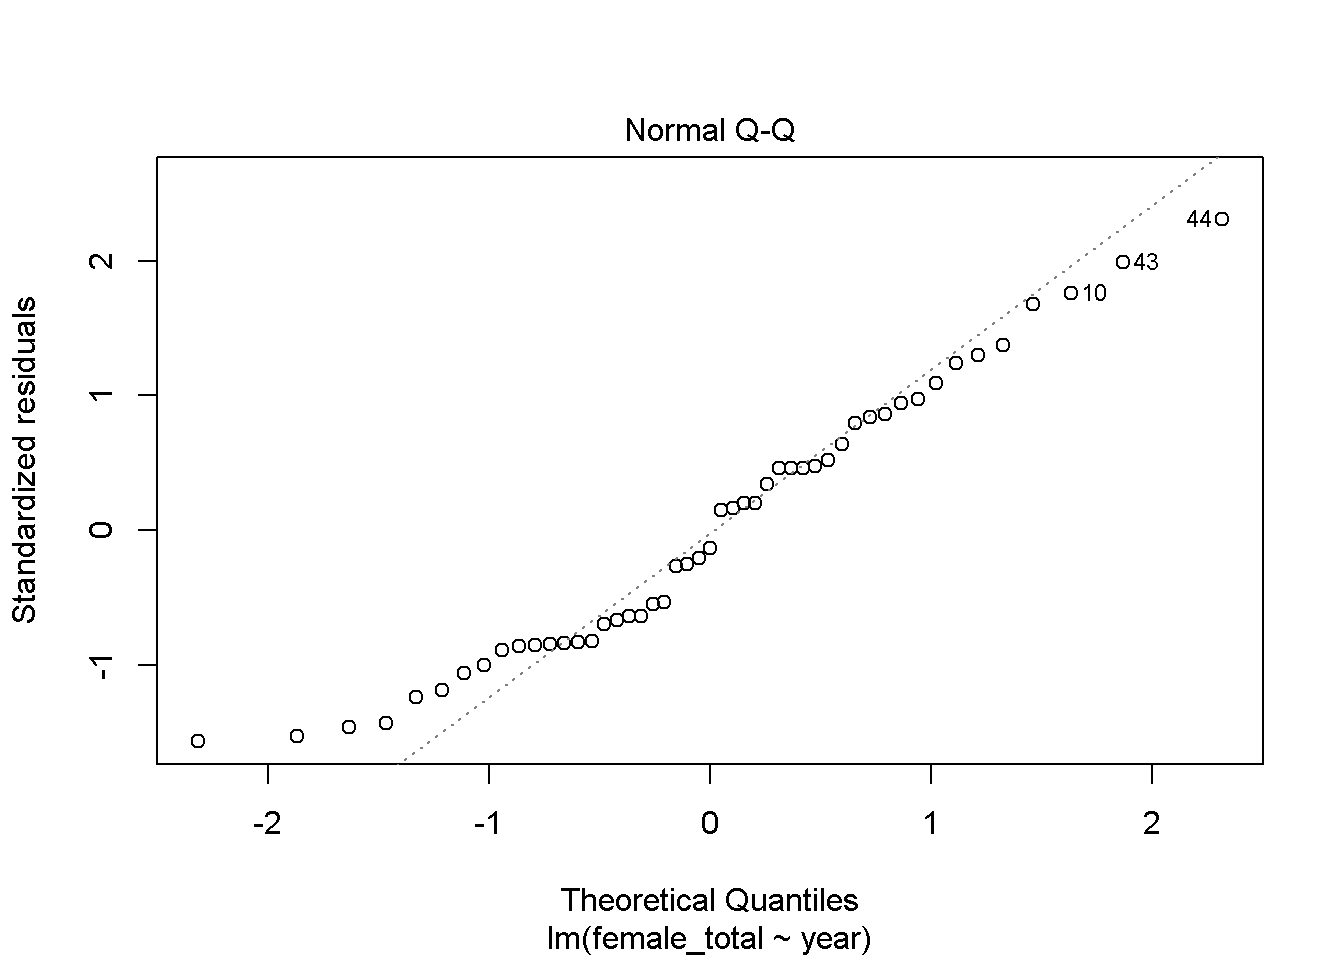 Normal Q-Q
Standardized residuals
2
1
0
-1
44
43
10
-2 -1 0 1 2
Theoretical Quantiles
lm(female_total ~ year)